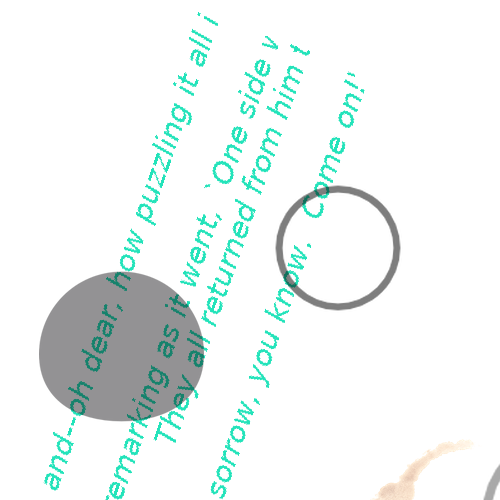 and--oh dear, how puzzling it all i
remarking as it went, `One side v
They all returned from him t
sorrow, you know.  Come on!'